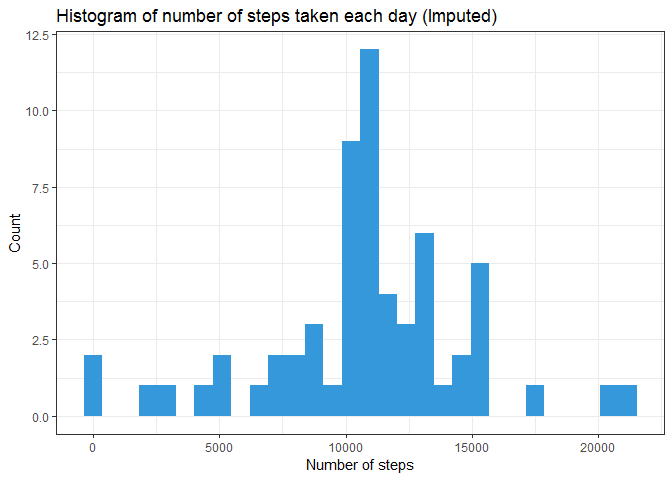 Histogram of number of steps taken each day (Imputed)
12.5
10.0
7.5
5.0
2.5
0.0
Count
0 5000 10000 15000 20000
Number of steps